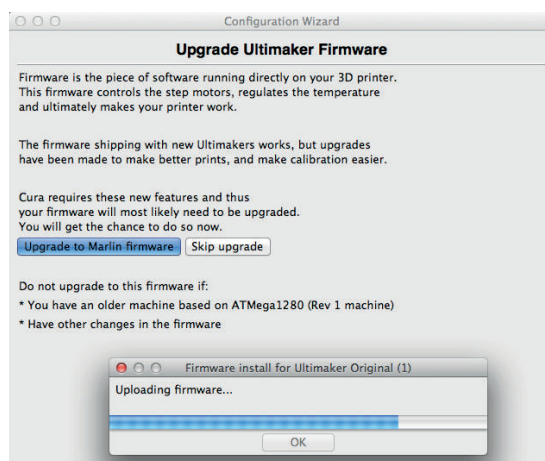 Configuration Wizard
Upgrade Ultimaker Firmware
Firmware is the piece of software running directly on your 3D printer.
This firmware controls the step motors, regulates the temperature
and ultimately makes your printer work.
The firmware shipping with new Ultimakers works, but upgrades
have been made to make better prints, and make calibration easier.
Cura requires these new features and thus
your firmware will most likely need to be upgraded.
You will get the chance to do so now.
Upgrade to Marlin firmware Skip upgrade
Do not upgrade to this firmware if:
* You have an older machine based on ATMega1280 (Rev 1 machine)
* Have other changes in the firmware
Firmware install for Ultimaker Original (1)
Uploading firmware...
OK